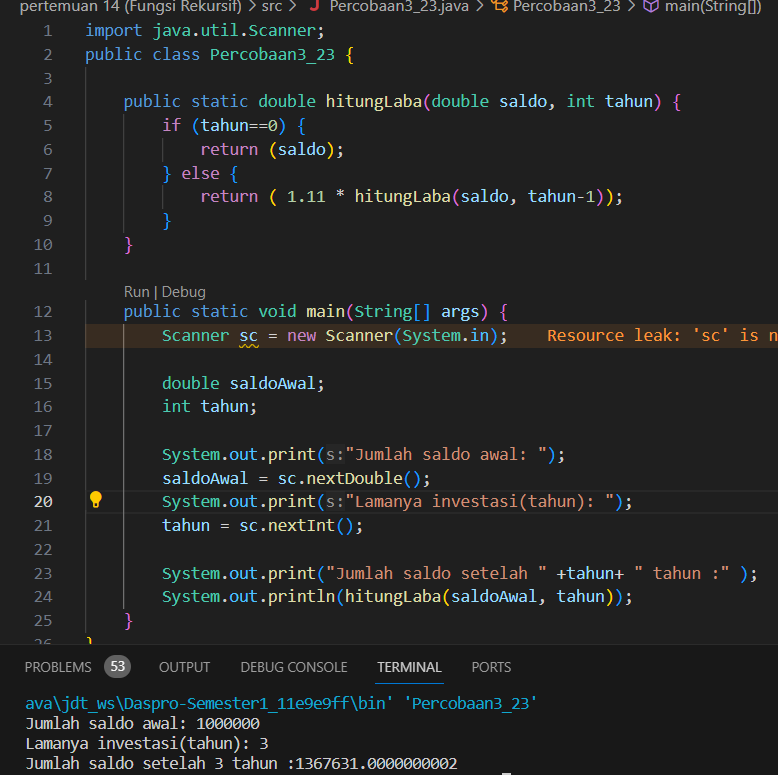 pertemuan 14 (Fungsi Rekursif) > src > J Percobaan3_23.java > Percobaan3_23 > main(String[])
1 import java.util.Scanner;
2 public class Percobaan3_23 {
3
4 public static double hitungLaba(double saldo, int tahun) {
5 if (tahun==0) {
6 return (saldo);
7 } else {
8 return ( 1.11 * hitungLaba(saldo, tahun-1));
9 }
10 }
11
Run | Debug
12 public static void main(String[] args) {
13 Scanner sc = new Scanner(System.in); Resource leak: 'sc' is n
14
15 double saldoAwal;
16 int tahun;
17
18 System.out.print(s:"Jumlah saldo awal: ");
19 saldoAwal = sc.nextDouble();
20 System.out.print(s:"Lamanya investasi(tahun): ");
21 tahun = sc.nextInt();
22
23 System.out.print("Jumlah saldo setelah " +tahun+ " tahun :" );
24 System.out.println(hitungLaba(saldoAwal, tahun));
25 }
26 }
PROBLEMS 53 OUTPUT DEBUG CONSOLE TERMINAL PORTS
ava\jdt_ws\Daspro-Semester1_11e9e9ff\bin' 'Percobaan3_23'
Jumlah saldo awal: 1000000
Lamanya investasi(tahun): 3
Jumlah saldo setelah 3 tahun :1367631.0000000002